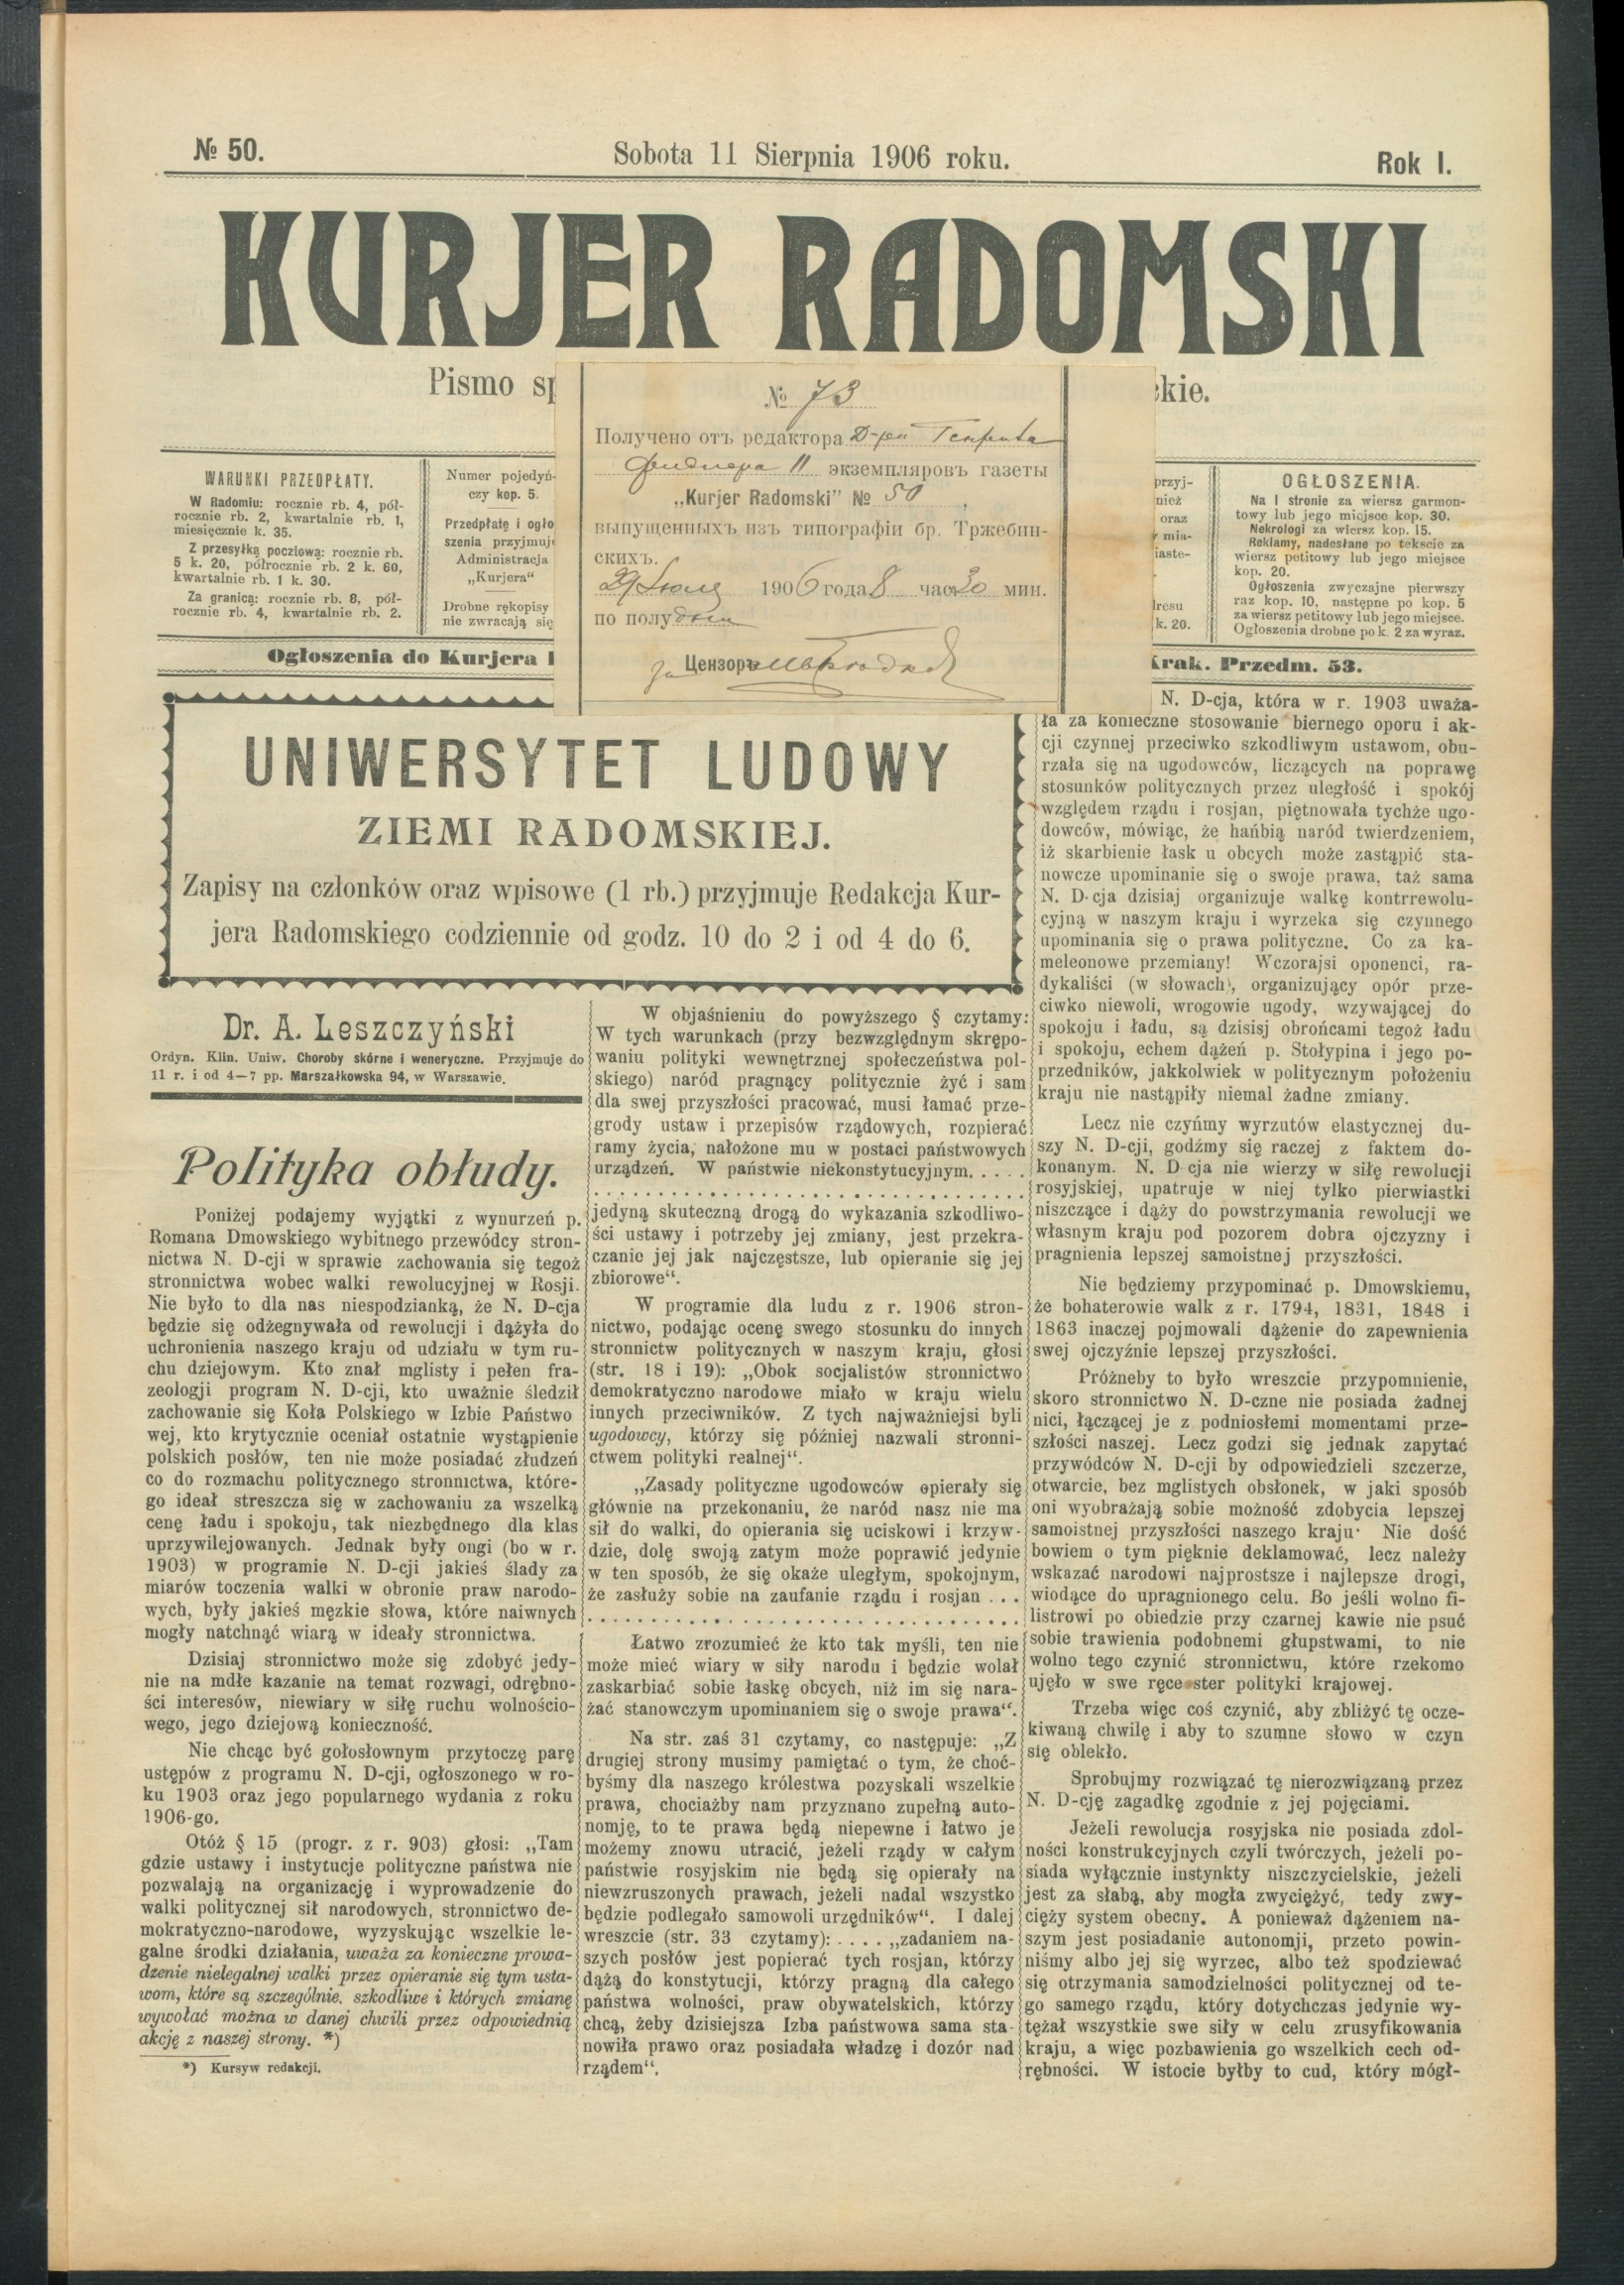 № 50.
Sobota 11 Sierpnia 1906 roku.
Rok I.
KURJER RADOMSKI
Pismo sp
kie.
№ 73
Получено отъ редактора
11 экземпляровъ газеты
„Kurjer Radomski” № 50
выпущенныхъ изъ типографіи бр. Тржебин-
скихъ.
29 Іюля 1906 года 8 час. 30 мин.
по полудни
за Цензоръ
WARUNKI PRZEDPŁATY.
W Radomiu: rocznie rb. 4, pół-
rocznie rb. 2, kwartalnie rb. 1,
miesięcznie k. 35.
Z przesyłką pocztową: rocznie rb.
5 k. 20, półrocznie rb. 2 k. 60,
kwartalnie rb. 1 k. 30.
Za granicą: rocznie rb. 8, pół-
rocznie rb. 4, kwartalnie rb. 2.
Numer pojedyń-
czy kop. 5.
Przedpłatę i ogło
szenia przyjmuj
Administracja
„Kurjera“
Drobne rękopisy
nie zwracają się
przyj-
nież
oraz
mia-
iaste-
dresu
k. 20.
OGŁOSZENIA.
Na I stronie za wiersz garmon-
towy lub jego miejsce kop. 30.
Nekrologi za wiersz kop. 15.
Reklamy, nadesłane po tekscie za
wiersz petitowy lub jego miejsce
kop. 20.
Ogłoszenia zwyczajne pierwszy
raz kop. 10, następne po kop. 5
za wiersz petitowy lub jego miejsce.
Ogłoszenia drobne po k. 2 za wyraz.
Ogłoszenia do Kurjera
Krak. Przedm. 53.
UNIWERSYTET LUDOWY
ZIEMI RADOMSKIEJ.
Zapisy na członków oraz wpisowe (1 rb.) przyjmuje Redakcja Kur-
jera Radomskiego codziennie od godz. 10 do 2 i od 4 do 6.
Dr. A. Leszczyński
Ordyn. Klin. Uniw. Choroby skórne i weneryczne. Przyjmuje do
11 r. i od 4—7 pp. Marszałkowska 94, w Warszawie.
Polityka obłudy.
Poniżej podajemy wyjątki z wynurzeń p.
Romana Dmowskiego wybitnego przewódcy stron-
nictwa N. D-cji w sprawie zachowania się tegoż
stronnictwa wobec walki rewolucyjnej w Rosji.
Nie było to dla nas niespodzianką, że N. D-cja
będzie się odżegnywała od rewolucji i dążyła do
uchronienia naszego kraju od udziału w tym ru-
chu dziejowym. Kto znał mglisty i pełen fra-
zeologji program N. D-cji, kto uważnie śledził
zachowanie się Koła Polskiego w Izbie Państwo
wej, kto krytycznie oceniał ostatnie wystąpienie
polskich posłów, ten nie może posiadać złudzeń
co do rozmachu politycznego stronnictwa, które-
go ideał streszcza się w zachowaniu za wszelką
cenę ładu i spokoju, tak niezbędnego dla klas
uprzywilejowanych. Jednak były ongi (bo w r.
1903) w programie N. D-cji jakieś ślady za
miarów toczenia walki w obronie praw narodo-
wych, były jakieś męzkie słowa, które naiwnych
mogły natchnąć wiarą w ideały stronnictwa.
Dzisiaj stronnictwo może się zdobyć jedy-
nie na mdłe kazanie na temat rozwagi, odrębno-
ści interesów, niewiary w siłę ruchu wolnościo-
wego, jego dziejową konieczność.
Nie chcąc być gołosłownym przytoczę parę
ustępów z programu N. D-cji, ogłoszonego w ro-
ku 1903 oraz jego popularnego wydania z roku
1906-go.
Otóż § 15 (progr. z r. 903) głosi: „Tam
gdzie ustawy i instytucje polityczne państwa nie
pozwalają na organizację i wyprowadzenie do
walki politycznej sił narodowych, stronnictwo de-
mokratyczno-narodowe, wyzyskując wszelkie le-
galne środki działania, uważa za konieczne prowa-
dzenie nielegalnej walki przez opieranie się tym usta-
wom, które są szczególnie. szkodliwe i których zmianę
wywołać można w danej chwili przez odpowiednią
akcję z naszej strony. *)
*) Kursyw redakcji.
W objaśnieniu do powyższego § czytamy:
W tych warunkach (przy bezwzględnym skrępo-
waniu polityki wewnętrznej społeczeństwa pol-
skiego) naród pragnący politycznie żyć i sam
dla swej przyszłości pracować, musi łamać prze-
grody ustaw i przepisów rządowych, rozpierać
ramy życia, nałożone mu w postaci państwowych
urządzeń. W państwie niekonstytucyjnym. . . . .
. . . . . . . . . . . . . . . . . . . . . . . . . . . . . .
jedyną skuteczną drogą do wykazania szkodliwo-
ści ustawy i potrzeby jej zmiany, jest przekra-
czanie jej jak najczęstsze, lub opieranie się jej
zbiorowe“.
W programie dla ludu z r. 1906 stron-
nictwo, podając ocenę swego stosunku do innych
stronnictw politycznych w naszym kraju, głosi
(str. 18 i 19): „Obok socjalistów stronnictwo
demokratyczno narodowe miało w kraju wielu
innych przeciwników. Z tych najważniejsi byli
ugodowcy, którzy się później nazwali stronni-
ctwem polityki realnej“.
„Zasady polityczne ugodowców opierały się
głównie na przekonaniu, że naród nasz nie ma
sił do walki, do opierania się uciskowi i krzyw-
dzie, dolę swoją zatym może poprawić jedynie
w ten sposób, że się okaże uległym, spokojnym,
że zasłuży sobie na zaufanie rządu i rosjan . . .
. . . . . . . . . . . . . . . . . . . . . . . . . . . . . .
Łatwo zrozumieć że kto tak myśli, ten nie
może mieć wiary w siły narodu i będzie wolał
zaskarbiać sobie łaskę obcych, niż im się nara-
żać stanowczym upominaniem się o swoje prawa“.
Na str. zaś 31 czytamy, co następuje: „Z
drugiej strony musimy pamiętać o tym, że choć-
byśmy dla naszego królestwa pozyskali wszelkie
prawa, chociażby nam przyznano zupełną auto-
nomję, to te prawa będą niepewne i łatwo je
możemy znowu utracić, jeżeli rządy w całym
państwie rosyjskim nie będą się opierały na
niewzruszonych prawach, jeżeli nadal wszystko
będzie podlegało samowoli urzędników“. I dalej
wreszcie (str. 33 czytamy): . . . . „zadaniem na-
szych posłów jest popierać tych rosjan, którzy
dążą do konstytucji, którzy pragną dla całego
państwa wolności, praw obywatelskich, którzy
chcą, żeby dzisiejsza Izba państwowa sama sta-
nowiła prawo oraz posiadała władzę i dozór nad
rządem“.
N. D-cja, która w r. 1903 uważa-
ła za konieczne stosowanie biernego oporu i ak-
cji czynnej przeciwko szkodliwym ustawom, obu-
rzała się na ugodowców, liczących na poprawę
stosunków politycznych przez uległość i spokój
względem rządu i rosjan, piętnowała tychże ugo-
dowców, mówiąc, że hańbią naród twierdzeniem,
iż skarbienie łask u obcych może zastąpić sta-
nowcze upominanie się o swoje prawa, taż sama
N. D-cja dzisiaj organizuje walkę kontrrewolu-
cyjną w naszym kraju i wyrzeka się czynnego
upominania się o prawa polityczne. Co za ka-
meleonowe przemiany! Wczorajsi oponenci, ra-
dykaliści (w słowach), organizujący opór prze-
ciwko niewoli, wrogowie ugody, wzywającej do
spokoju i ładu, są dzisisj obrońcami tegoż ładu
i spokoju, echem dążeń p. Stołypina i jego po-
przedników, jakkolwiek w politycznym położeniu
kraju nie nastąpiły niemal żadne zmiany.
Lecz nie czyńmy wyrzutów elastycznej du-
szy N. D-cji, godźmy się raczej z faktem do-
konanym. N. D cja nie wierzy w siłę rewolucji
rosyjskiej, upatruje w niej tylko pierwiastki
niszczące i dąży do powstrzymania rewolucji we
własnym kraju pod pozorem dobra ojczyzny i
pragnienia lepszej samoistnej przyszłości.
Nie będziemy przypominać p. Dmowskiemu,
że bohaterowie walk z r. 1794, 1831, 1848 i
1863 inaczej pojmowali dążenie do zapewnienia
swej ojczyźnie lepszej przyszłości.
Próżneby to było wreszcie przypomnienie,
skoro stronnictwo N. D-czne nie posiada żadnej
nici, łączącej je z podniosłemi momentami prze-
szłości naszej. Lecz godzi się jednak zapytać
przywódców N. D-cji by odpowiedzieli szczerze,
otwarcie, bez mglistych obsłonek, w jaki sposób
oni wyobrażają sobie możność zdobycia lepszej
samoistnej przyszłości naszego kraju· Nie dość
bowiem o tym pięknie deklamować, lecz należy
wskazać narodowi najprostsze i najlepsze drogi,
wiodące do upragnionego celu. Bo jeśli wolno fi-
listrowi po obiedzie przy czarnej kawie nie psuć
sobie trawienia podobnemi głupstwami, to nie
wolno tego czynić stronnictwu, które rzekomo
ujęło w swe ręce ster polityki krajowej.
Trzeba więc coś czynić, aby zbliżyć tę ocze-
kiwaną chwilę i aby to szumne słowo w czyn
się oblekło.
Sprobujmy rozwiązać tę nierozwiązaną przez
N. D-cję zagadkę zgodnie z jej pojęciami.
Jeżeli rewolucja rosyjska nie posiada zdol-
ności konstrukcyjnych czyli twórczych, jeżeli po-
siada wyłącznie instynkty niszczycielskie, jeżeli
jest za słabą, aby mogła zwyciężyć, tedy zwy-
cięży system obecny. A ponieważ dążeniem na-
szym jest posiadanie autonomji, przeto powin-
niśmy albo jej się wyrzec, albo też spodziewać
się otrzymania samodzielności politycznej od te-
go samego rządu, który dotychczas jedynie wy-
tężał wszystkie swe siły w celu zrusyfikowania
kraju, a więc pozbawienia go wszelkich cech od-
rębności. W istocie byłby to cud, który mógł-